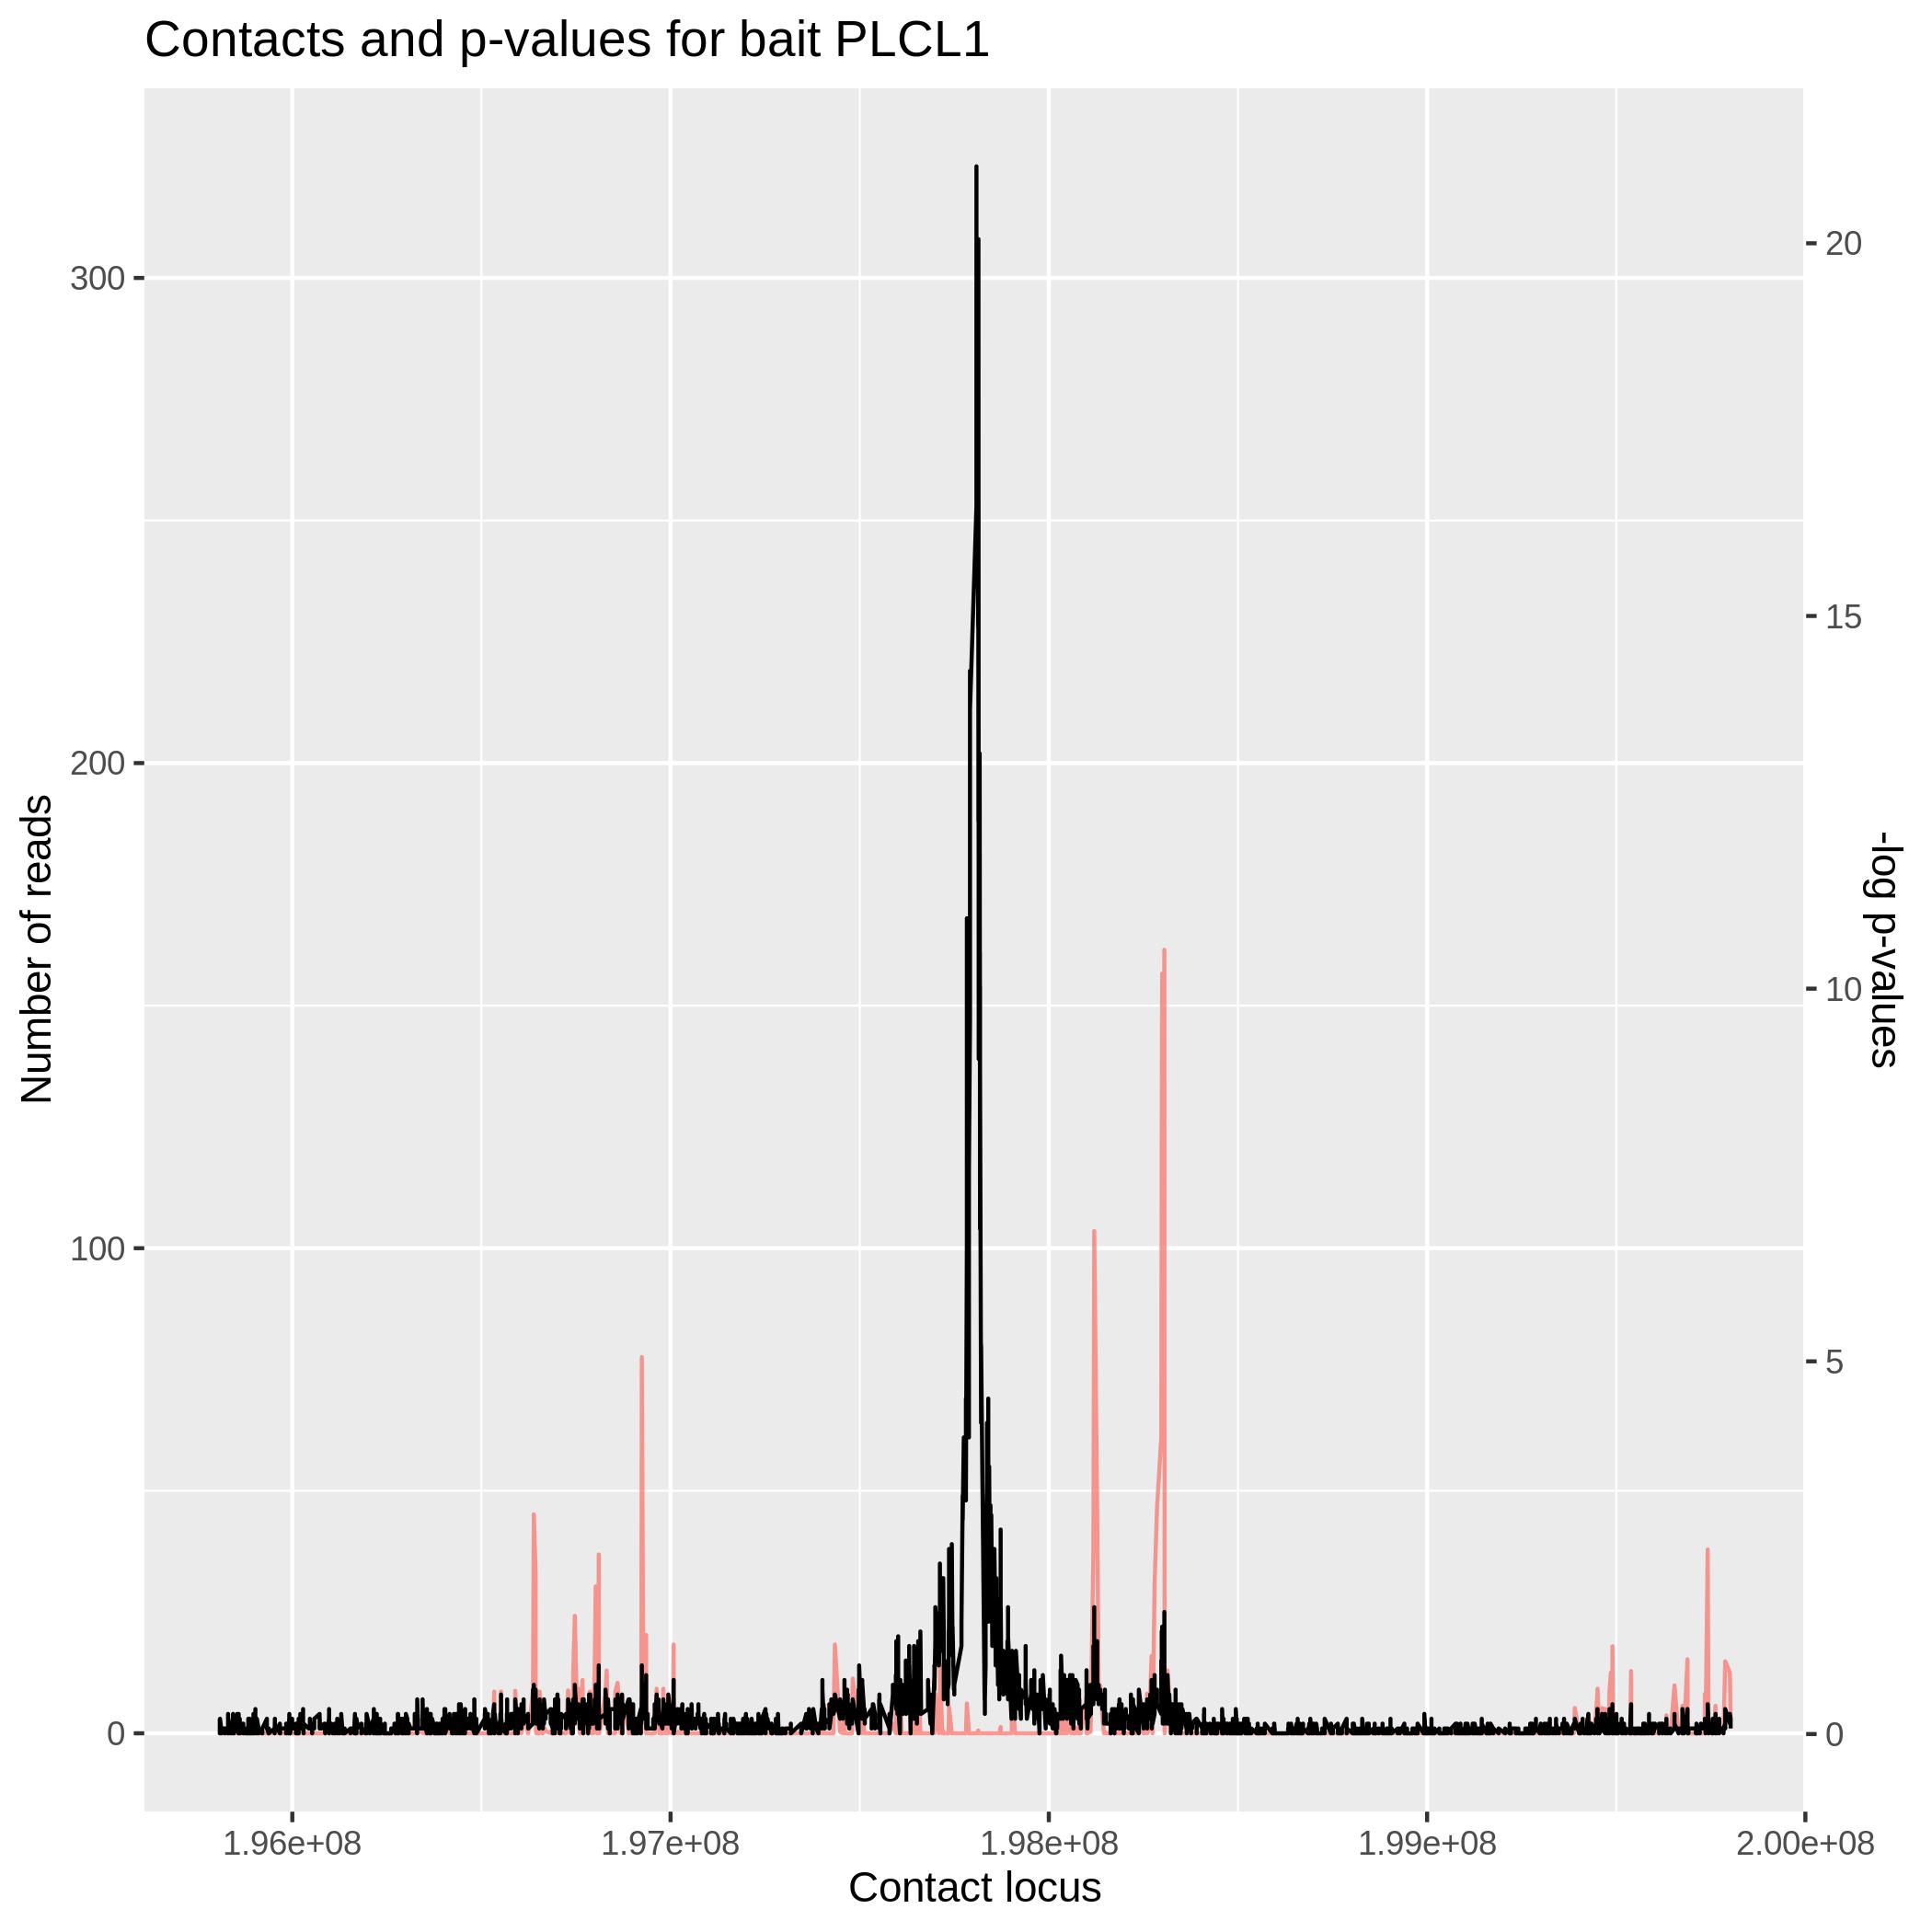 Contacts and p-values for bait PLCL1
300
200
100
0
Number of reads
20
15
10
5
0
-log p-values
1.96e+08
1.97e+08
1.98e+08
1.99e+08
2.00e+08
Contact locus